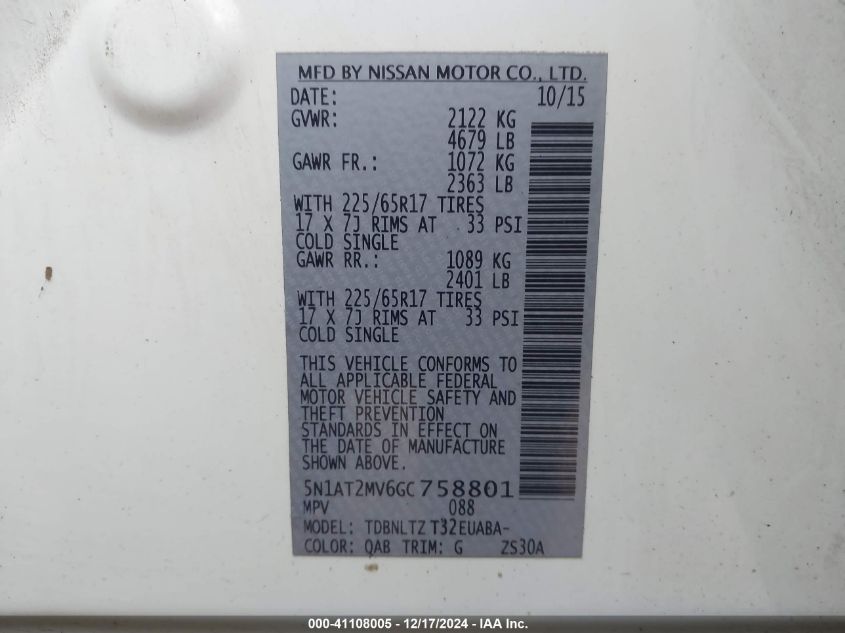 MFD BY NISSAN MOTOR CO., LTD.
DATE: 10/15
GVWR: 2122 KG
4679 LB
GAWR FR.: 1072 KG
2363 LB
WITH 225/65R17 TIRES
17 X 7J RIMS AT 33 PSI
COLD SINGLE
GAWR RR.: 1089 KG
2401 LB
WITH 225/65R17 TIRES
17 X 7J RIMS AT 33 PSI
COLD SINGLE
THIS VEHICLE CONFORMS TO
ALL APPLICABLE FEDERAL
MOTOR VEHICLE SAFETY AND
THEFT PREVENTION
STANDARDS IN EFFECT ON
THE DATE OF MANUFACTURE
SHOWN ABOVE.
5N1AT2MV6GC758801
MPV 088
MODEL: TDBNLTZ T32EUABA-
COLOR: QAB TRIM: G ZS30A
000-41108005 - 12/17/2024 - IAA Inc.